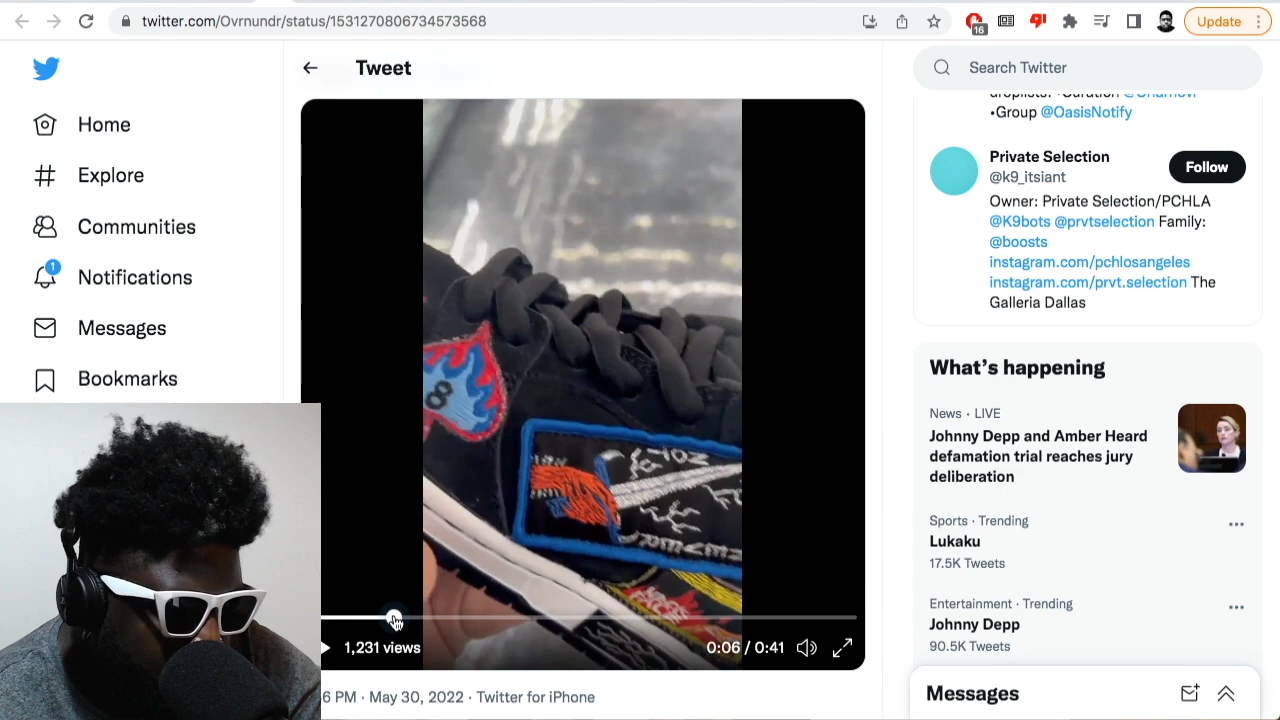 twitter.com/Ovrnundr/status/1531270806734573568
16
Update
Tweet
Search Twitter
•Group @OasisNotify
Home
Explore
Communities
1
Notifications
Messages
Bookmarks
Private Selection
@k9_itsiant
Follow
Owner: Private Selection/PCHLA
@K9bots @prvtselection Family:
@boosts
instagram.com/pchlosangeles
instagram.com/prvt.selection The
Galleria Dallas
8
What's happening
News · LIVE
Johnny Depp and Amber Heard
defamation trial reaches jury
deliberation
Sports · Trending
Lukaku
17.5K Tweets
Entertainment · Trending
Johnny Depp
90.5K Tweets
1,231 views
0:06 / 0:41
6 PM · May 30, 2022 · Twitter for iPhone
Messages